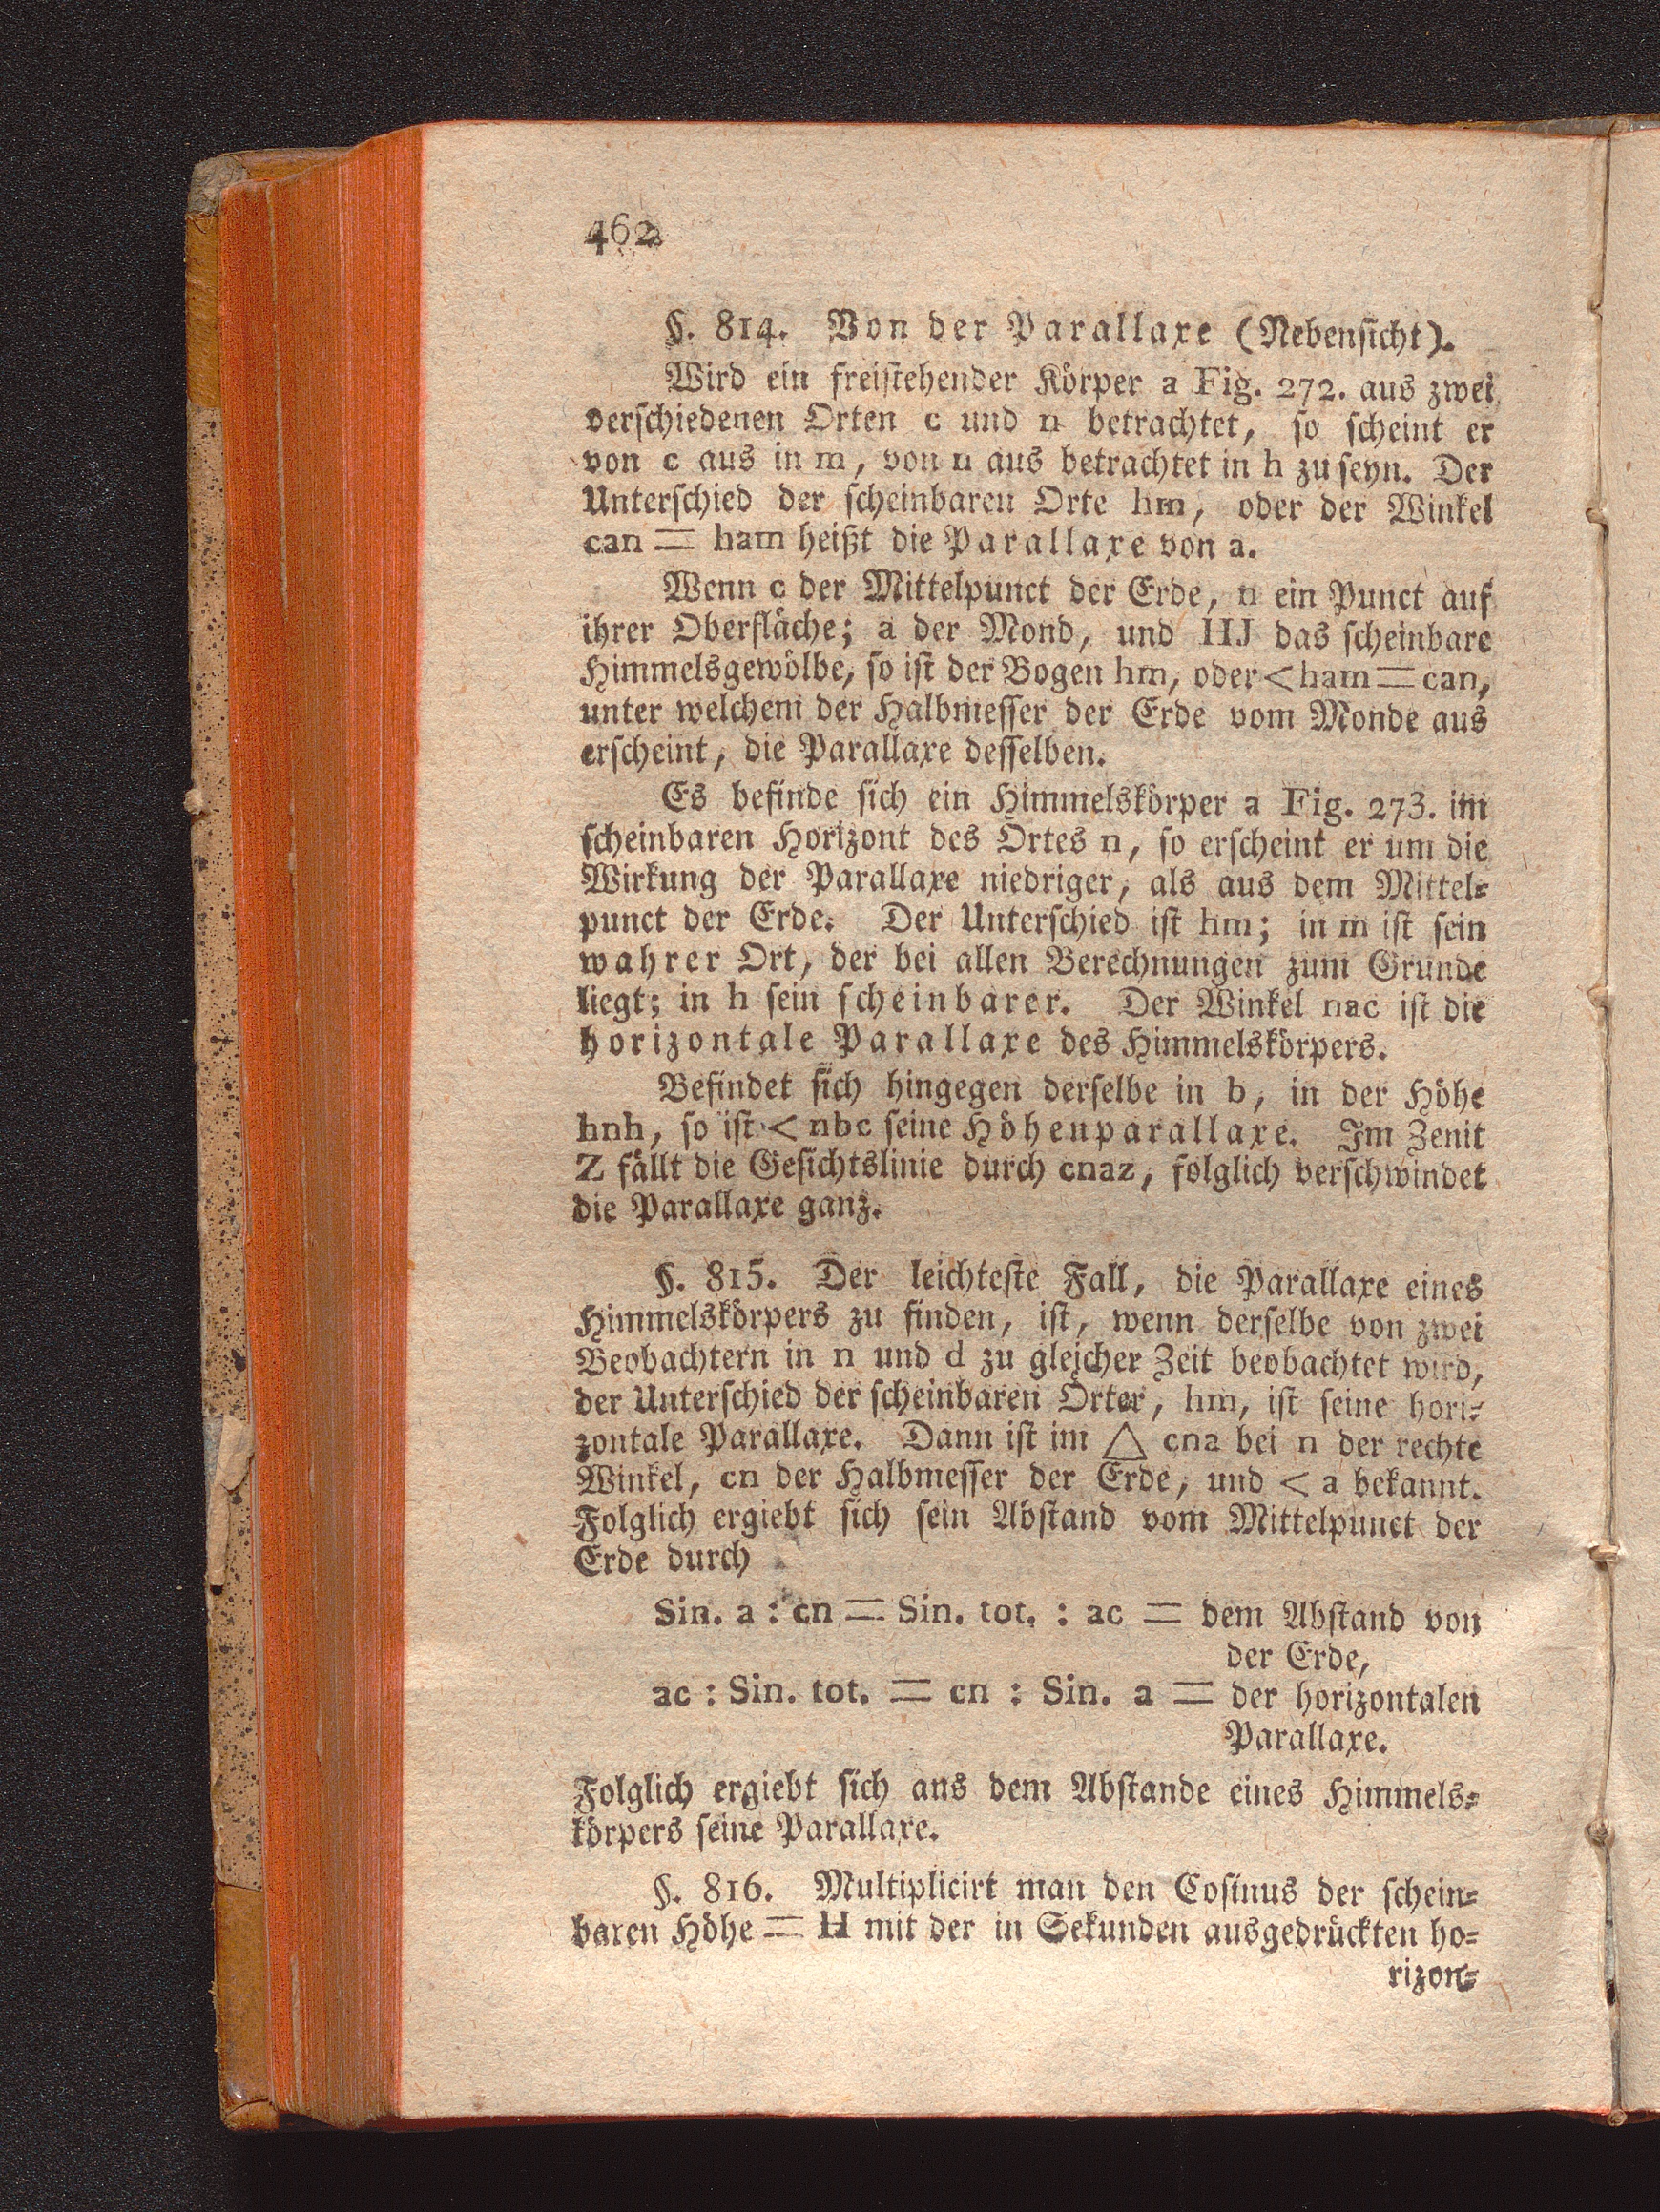 462
§. 814. Von der Parallaxe (Nebensicht).
Wird ein freistehender Körper a Fig. 272. aus zwei
verschiedenen Orten c und n betrachtet, so scheint er
von c aus in m, von n aus betrachtet in h zu seyn. Der
Unterschied der scheinbaren Orte hm, oder der Winkel
can = ham heißt die Parallaxe von a.
Wenn c der Mittelpunct der Erde, n ein Punct auf
ihrer Oberfläche; a der Mond, und HJ das scheinbare
Himmelsgewölbe, so ist der Bogen hm, oder < ham = can,
unter welchem der Halbmesser der Erde vom Monde aus
erscheint, die Parallaxe desselben.
Es befinde sich ein Himmelskörper a Fig. 273. im
scheinbaren Horizont des Ortes n, so erscheint er um die
Wirkung der Parallaxe niedriger, als aus dem Mittel-
punct der Erde. Der Unterschied ist hm; in m ist sein
wahrer Ort, der bei allen Berechnungen zum Grunde
liegt; in h sein scheinbarer. Der Winkel nac ist die
horizontale Parallaxe des Himmelskörpers.
Befindet sich hingegen derselbe in b, in der Höhe
hnh, so ist < nbc seine Höhenparallaxe. Im Zenit
Z fällt die Gesichtslinie durch cnaz, folglich verschwindet
die Parallaxe ganz.
§. 815. Der leichteste Fall, die Parallaxe eines
Himmelskörpers zu finden, ist, wenn derselbe von zwei
Beobachtern in n und d zu gleicher Zeit beobachtet wird,
der Unterschied der scheinbaren Örter, hm, ist seine hori-
zontale Parallaxe. Dann ist im △ cna bei n der rechte
Winkel, cn der Halbmesser der Erde, und < a bekannt.
Folglich ergiebt sich sein Abstand vom Mittelpunct der
Erde durch
Sin. a : cn = Sin. tot. : ac = dem Abstand von
der Erde,
ac : Sin. tot. = cn : Sin. a = der horizontalen
Parallaxe.
Folglich ergiebt sich aus dem Abstande eines Himmels-
körpers seine Parallaxe.
§. 816. Multiplicirt man den Cosinus der schein-
baren Höhe = H mit der in Sekunden ausgedrückten ho-
rizon-